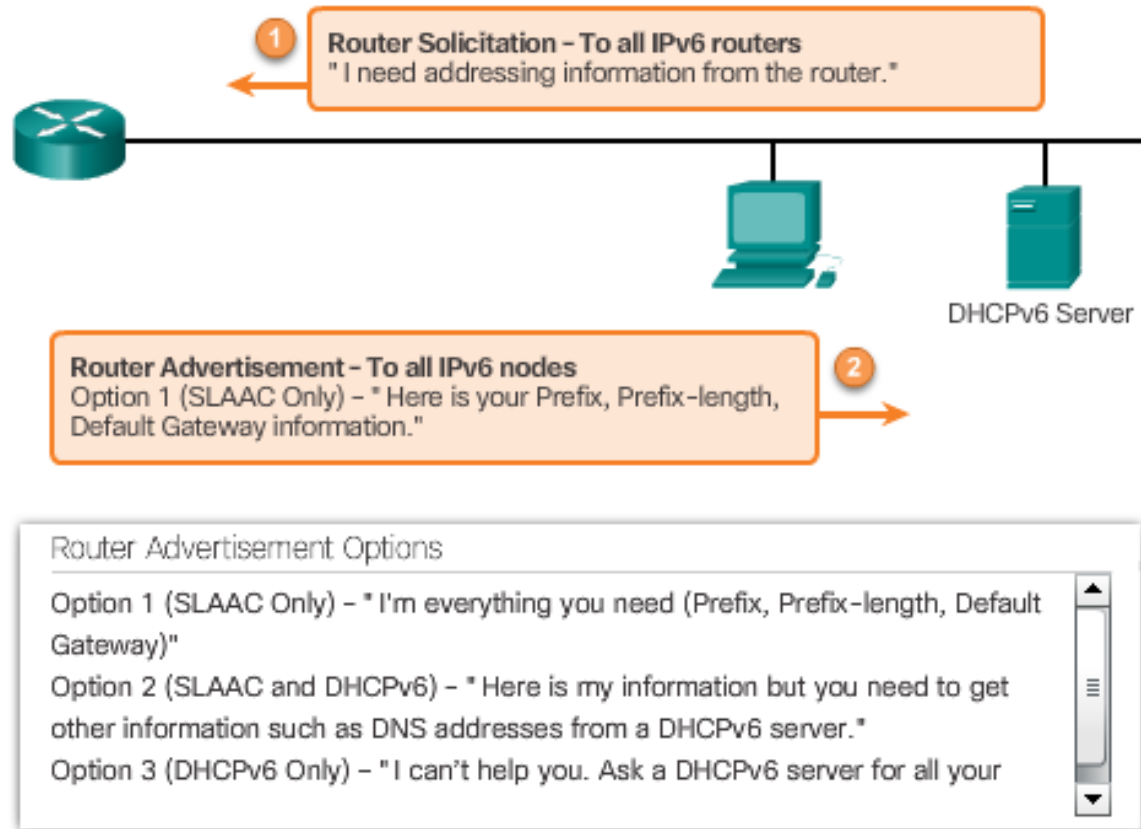 1
Router Solicitation - To all IPv6 routers
" I need addressing information from the router."
DHCPv6 Server
Router Advertisement - To all IPv6 nodes
Option 1 (SLAAC Only) - " Here is your Prefix, Prefix-length,
Default Gateway information."
2
Router Advertisement Options
Option 1 (SLAAC Only) - " I'm everything you need (Prefix, Prefix-length, Default
Gateway)"
Option 2 (SLAAC and DHCPv6) - " Here is my information but you need to get
other information such as DNS addresses from a DHCPv6 server."
Option 3 (DHCPv6 Only) - "I can't help you. Ask a DHCPv6 server for all your